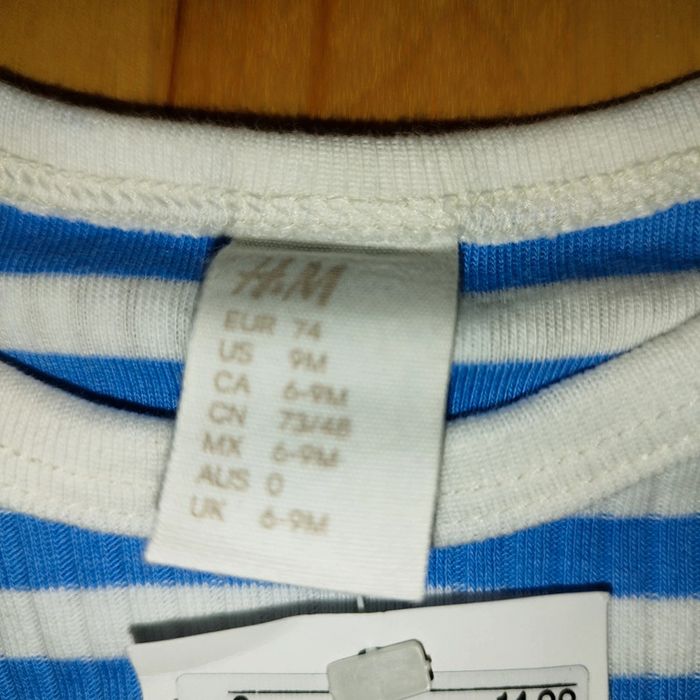 H&M
EUR 74
US 9M
CA 6-9M
CN 73/48
MX 6-9M
AUS 0
UK 6-9M